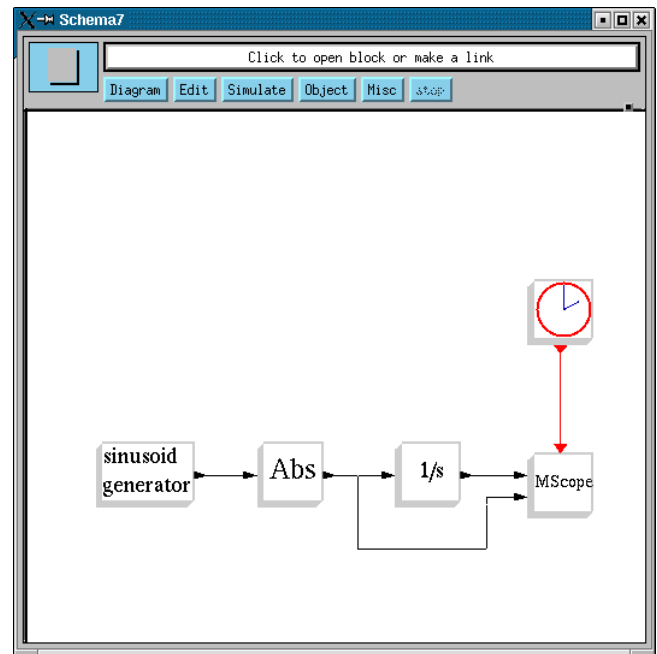 Schema7
Click to open block or make a link
Diagram Edit Simulate Object Misc stop
sinusoid
generator
Abs
1/s
MScope